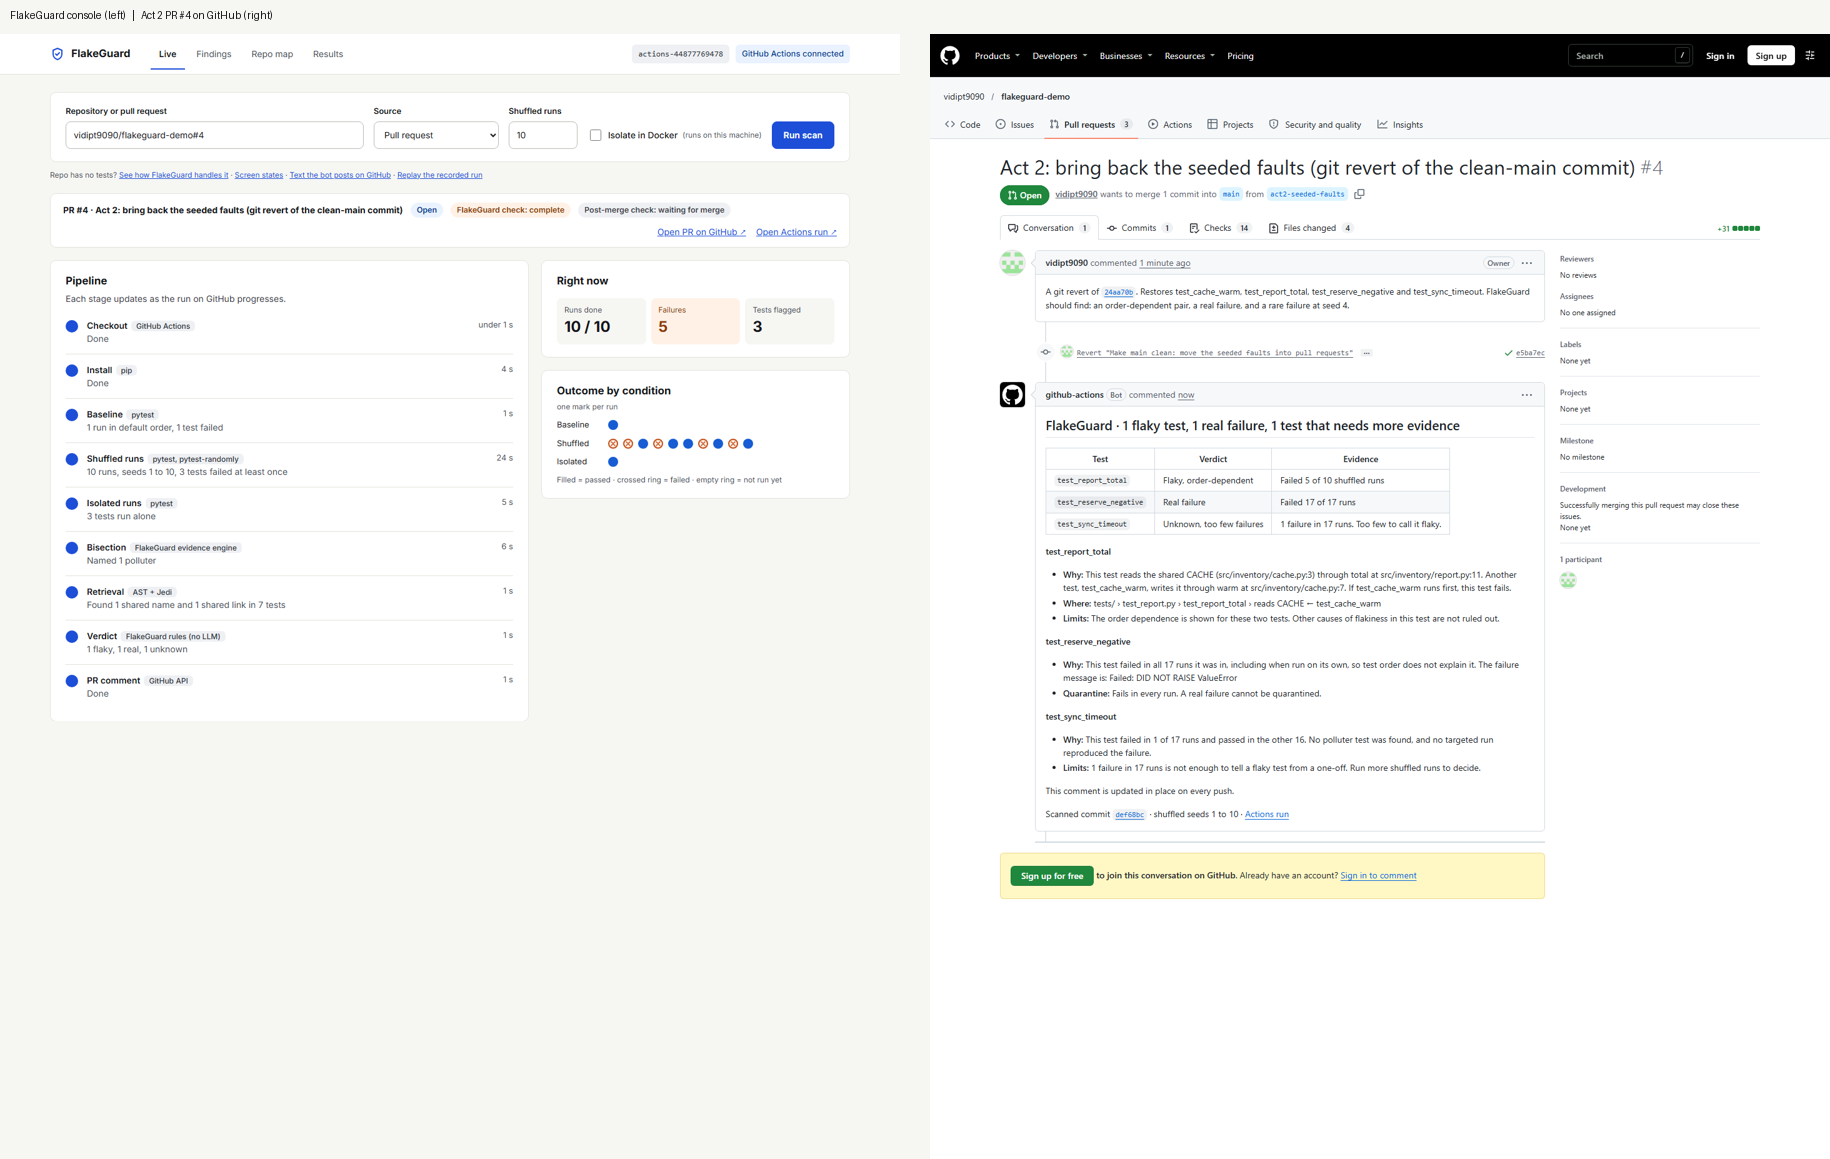 FlakeGuard console (left) | Act 2 PR #4 on GitHub (right)
FlakeGuard
Live
Findings
Repo map
Results
actions-44877769478
GitHub Actions connected
Repository or pull request
Source
Shuffled runs
vidipt9090/flakeguard-demo#4
Pull request
10
Isolate in Docker (runs on this machine)
Run scan
Repo has no tests? See how FlakeGuard handles it · Screen states · Text the bot posts on GitHub · Replay the recorded run
PR #4 · Act 2: bring back the seeded faults (git revert of the clean-main commit)
Open
FlakeGuard check: complete
Post-merge check: waiting for merge
Open PR on GitHub ↗
Open Actions run ↗
Pipeline
Each stage updates as the run on GitHub progresses.
Checkout GitHub Actions under 1 s
Done
Install pip 4 s
Done
Baseline pytest 1 s
1 run in default order, 1 test failed
Shuffled runs pytest, pytest-randomly 24 s
10 runs, seeds 1 to 10, 3 tests failed at least once
Isolated runs pytest 5 s
3 tests run alone
Bisection FlakeGuard evidence engine 6 s
Named 1 polluter
Retrieval AST + Jedi 1 s
Found 1 shared name and 1 shared link in 7 tests
Verdict FlakeGuard rules (no LLM) 1 s
1 flaky, 1 real, 1 unknown
PR comment GitHub API 1 s
Done
Right now
Runs done
10 / 10
Failures
5
Tests flagged
3
Outcome by condition
one mark per run
Baseline
Shuffled
Isolated
Filled = passed · crossed ring = failed · empty ring = not run yet
Products
Developers
Businesses
Resources
Pricing
Search /
Sign in
Sign up
vidipt9090 / flakeguard-demo
Code
Issues
Pull requests 3
Actions
Projects
Security and quality
Insights
Act 2: bring back the seeded faults (git revert of the clean-main commit) #4
Open
vidipt9090 wants to merge 1 commit into main from act2-seeded-faults
Conversation 1
Commits 1
Checks 14
Files changed 4
+31
vidipt9090 commented 1 minute ago
Owner ···
A git revert of 24aa70b. Restores test_cache_warm, test_report_total, test_reserve_negative and test_sync_timeout. FlakeGuard
should find: an order-dependent pair, a real failure, and a rare failure at seed 4.
Revert "Make main clean: move the seeded faults into pull requests" …
e5ba7ec
github-actions Bot commented now ···
FlakeGuard · 1 flaky test, 1 real failure, 1 test that needs more evidence
Test Verdict Evidence
test_report_total Flaky, order-dependent Failed 5 of 10 shuffled runs
test_reserve_negative Real failure Failed 17 of 17 runs
test_sync_timeout Unknown, too few failures 1 failure in 17 runs. Too few to call it flaky.
test_report_total
• Why: This test reads the shared CACHE (src/inventory/cache.py:3) through total at src/inventory/report.py:11. Another
test, test_cache_warm, writes it through warm at src/inventory/cache.py:7. If test_cache_warm runs first, this test fails.
• Where: tests/ › test_report.py › test_report_total › reads CACHE ← test_cache_warm
• Limits: The order dependence is shown for these two tests. Other causes of flakiness in this test are not ruled out.
test_reserve_negative
• Why: This test failed in all 17 runs it was in, including when run on its own, so test order does not explain it. The failure
message is: Failed: DID NOT RAISE ValueError
• Quarantine: Fails in every run. A real failure cannot be quarantined.
test_sync_timeout
• Why: This test failed in 1 of 17 runs and passed in the other 16. No polluter test was found, and no targeted run
reproduced the failure.
• Limits: 1 failure in 17 runs is not enough to tell a flaky test from a one-off. Run more shuffled runs to decide.
This comment is updated in place on every push.
Scanned commit def68bc · shuffled seeds 1 to 10 · Actions run
Sign up for free to join this conversation on GitHub. Already have an account? Sign in to comment
Reviewers
No reviews
Assignees
No one assigned
Labels
None yet
Projects
None yet
Milestone
No milestone
Development
Successfully merging this pull request may close these
issues.
None yet
1 participant